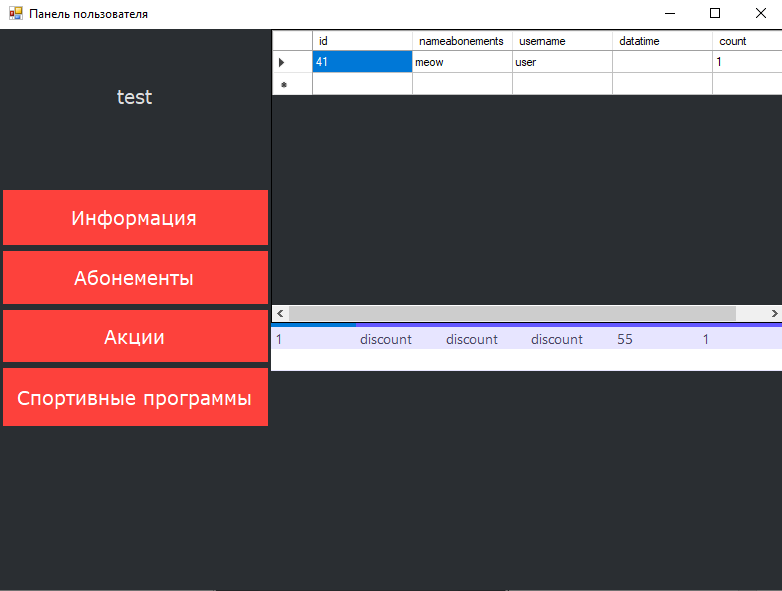 Панель пользователя
test
Информация
Абонементы
Акции
Спортивные программы
id nameabonements username datatime count
41 meow user 1
1 discount discount discount 55 1